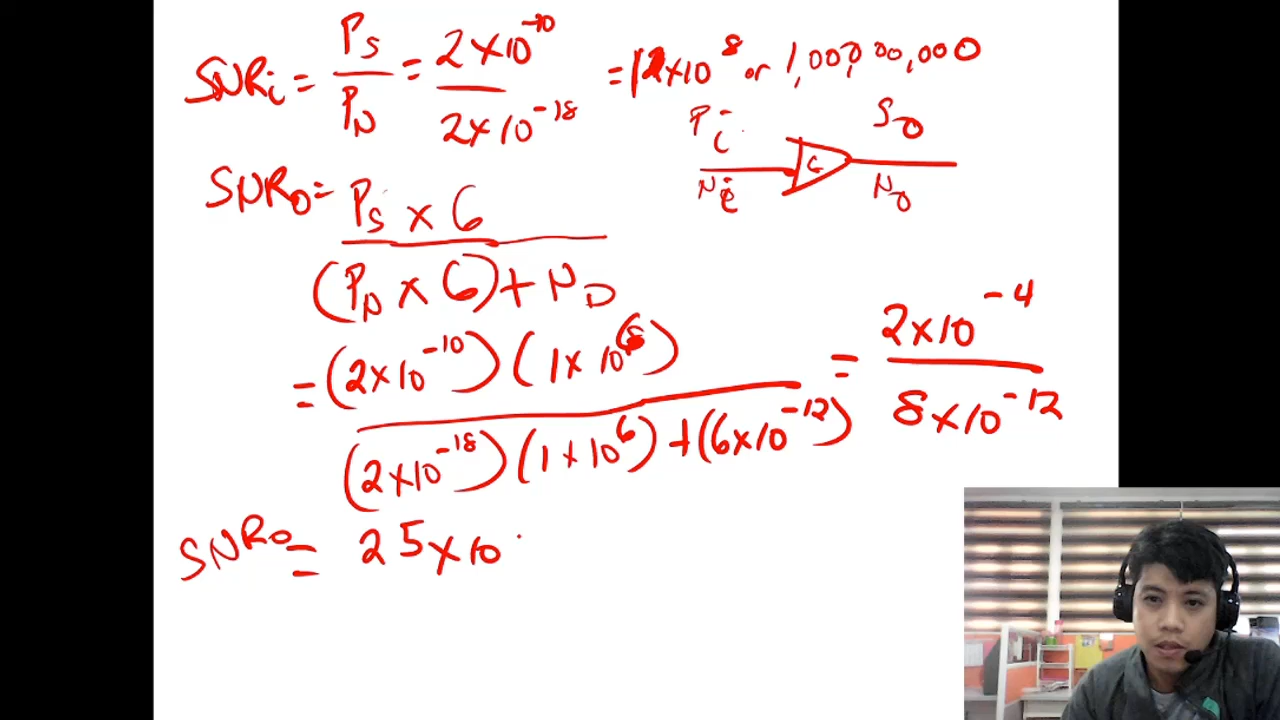 SNRi = Ps / PN = 2×10^-10 / 2×10^-18 = 1×10^8 or 1,00,000,000
Pi So
Ni G No
SNRo = Ps × G
(PN × G) + ND
= (2×10^-10) (1×10^6) = 2×10^-4
(2×10^-18) (1×10^6) + (6×10^-12) 8×10^-12
SNRo = 25×10